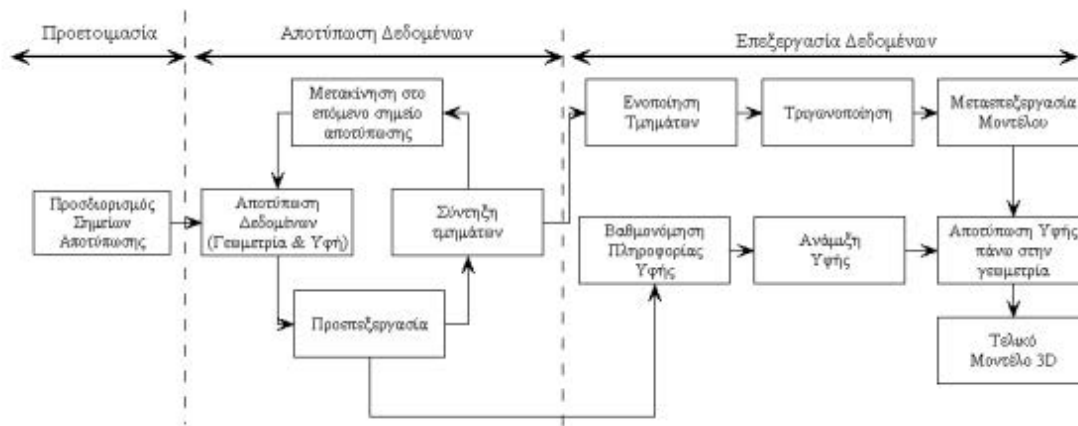 Προετοιμασία
Αποτύπωση Δεδομένων
Επεξεργασία Δεδομένων
Μετακίνηση στο
επόμενο σημείο
αποτύπωσης
Ενοποίηση
Τμημάτων
Τριγωνοποίηση
Μεταεπεξεργασία
Μοντέλου
Προσδιορισμός
Σημείων
Αποτύπωσης
Αποτύπωση
Δεδομένων
(Γεωμετρία & Υφή)
Σύντηξη
τμημάτων
Βαθμονόμηση
Πληροφορίας
Υφής
Ανάμιξη
Υφής
Αποτύπωση Υφής
πάνω στην
γεωμετρία
Προεπεξεργασία
Τελικό
Μοντέλο 3D